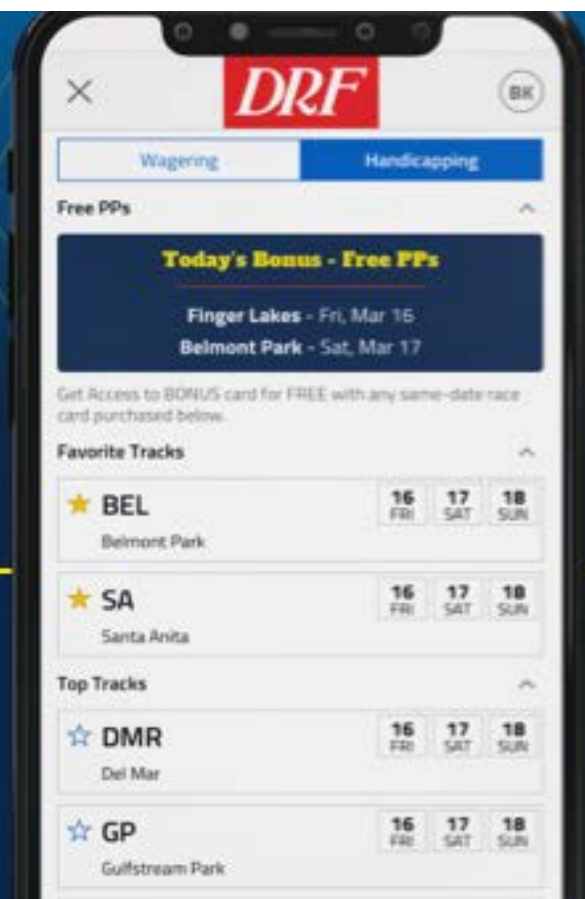 DRF
BK
Wagering
Handicapping
Free PPs
Today's Bonus - Free PPs
Finger Lakes - Fri, Mar 16
Belmont Park - Sat, Mar 17
Get Access to BONUS card for FREE with any same-date race
card purchased below.
Favorite Tracks
BEL
16 FRI
17 SAT
18 SUN
Belmont Park
SA
16 FRI
17 SAT
18 SUN
Santa Anita
Top Tracks
DMR
16 FRI
17 SAT
18 SUN
Del Mar
GP
16 FRI
17 SAT
18 SUN
Gulfstream Park